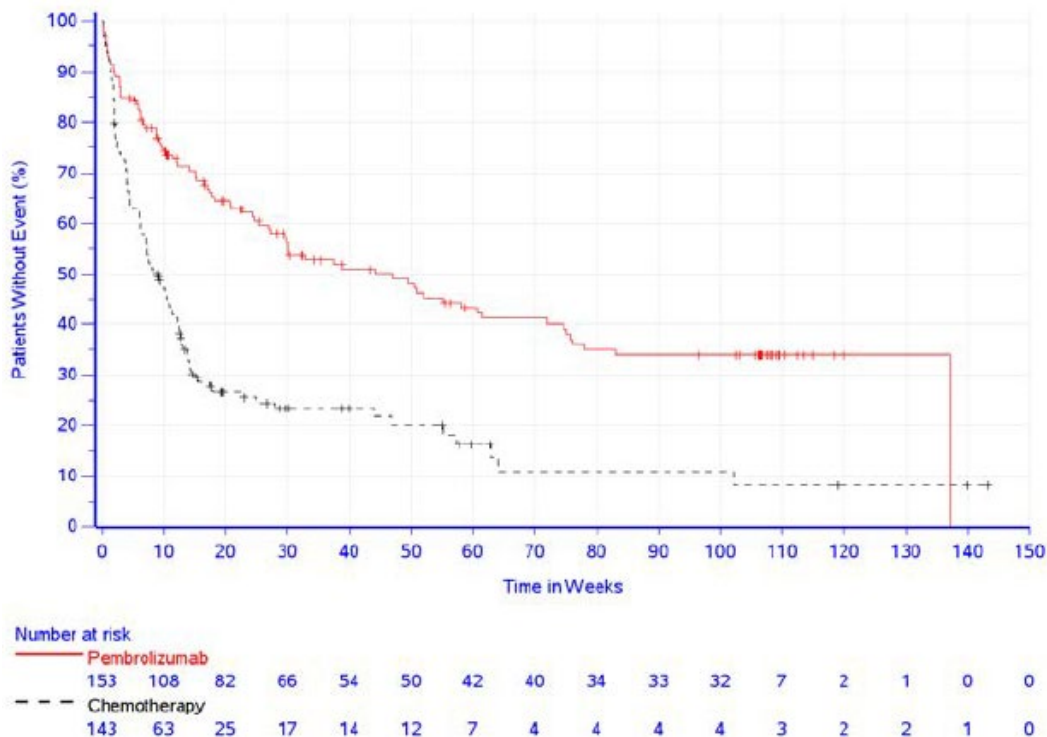 100
90
80
70
60
50
40
30
20
10
0
Patients Without Event (%)
0 10 20 30 40 50 60 70 80 90 100 110 120 130 140 150
Time in Weeks
Number at risk
Pembrolizumab
153 108 82 66 54 50 42 40 34 33 32 7 2 1 0 0
Chemotherapy
143 63 25 17 14 12 7 4 4 4 4 3 2 2 1 0